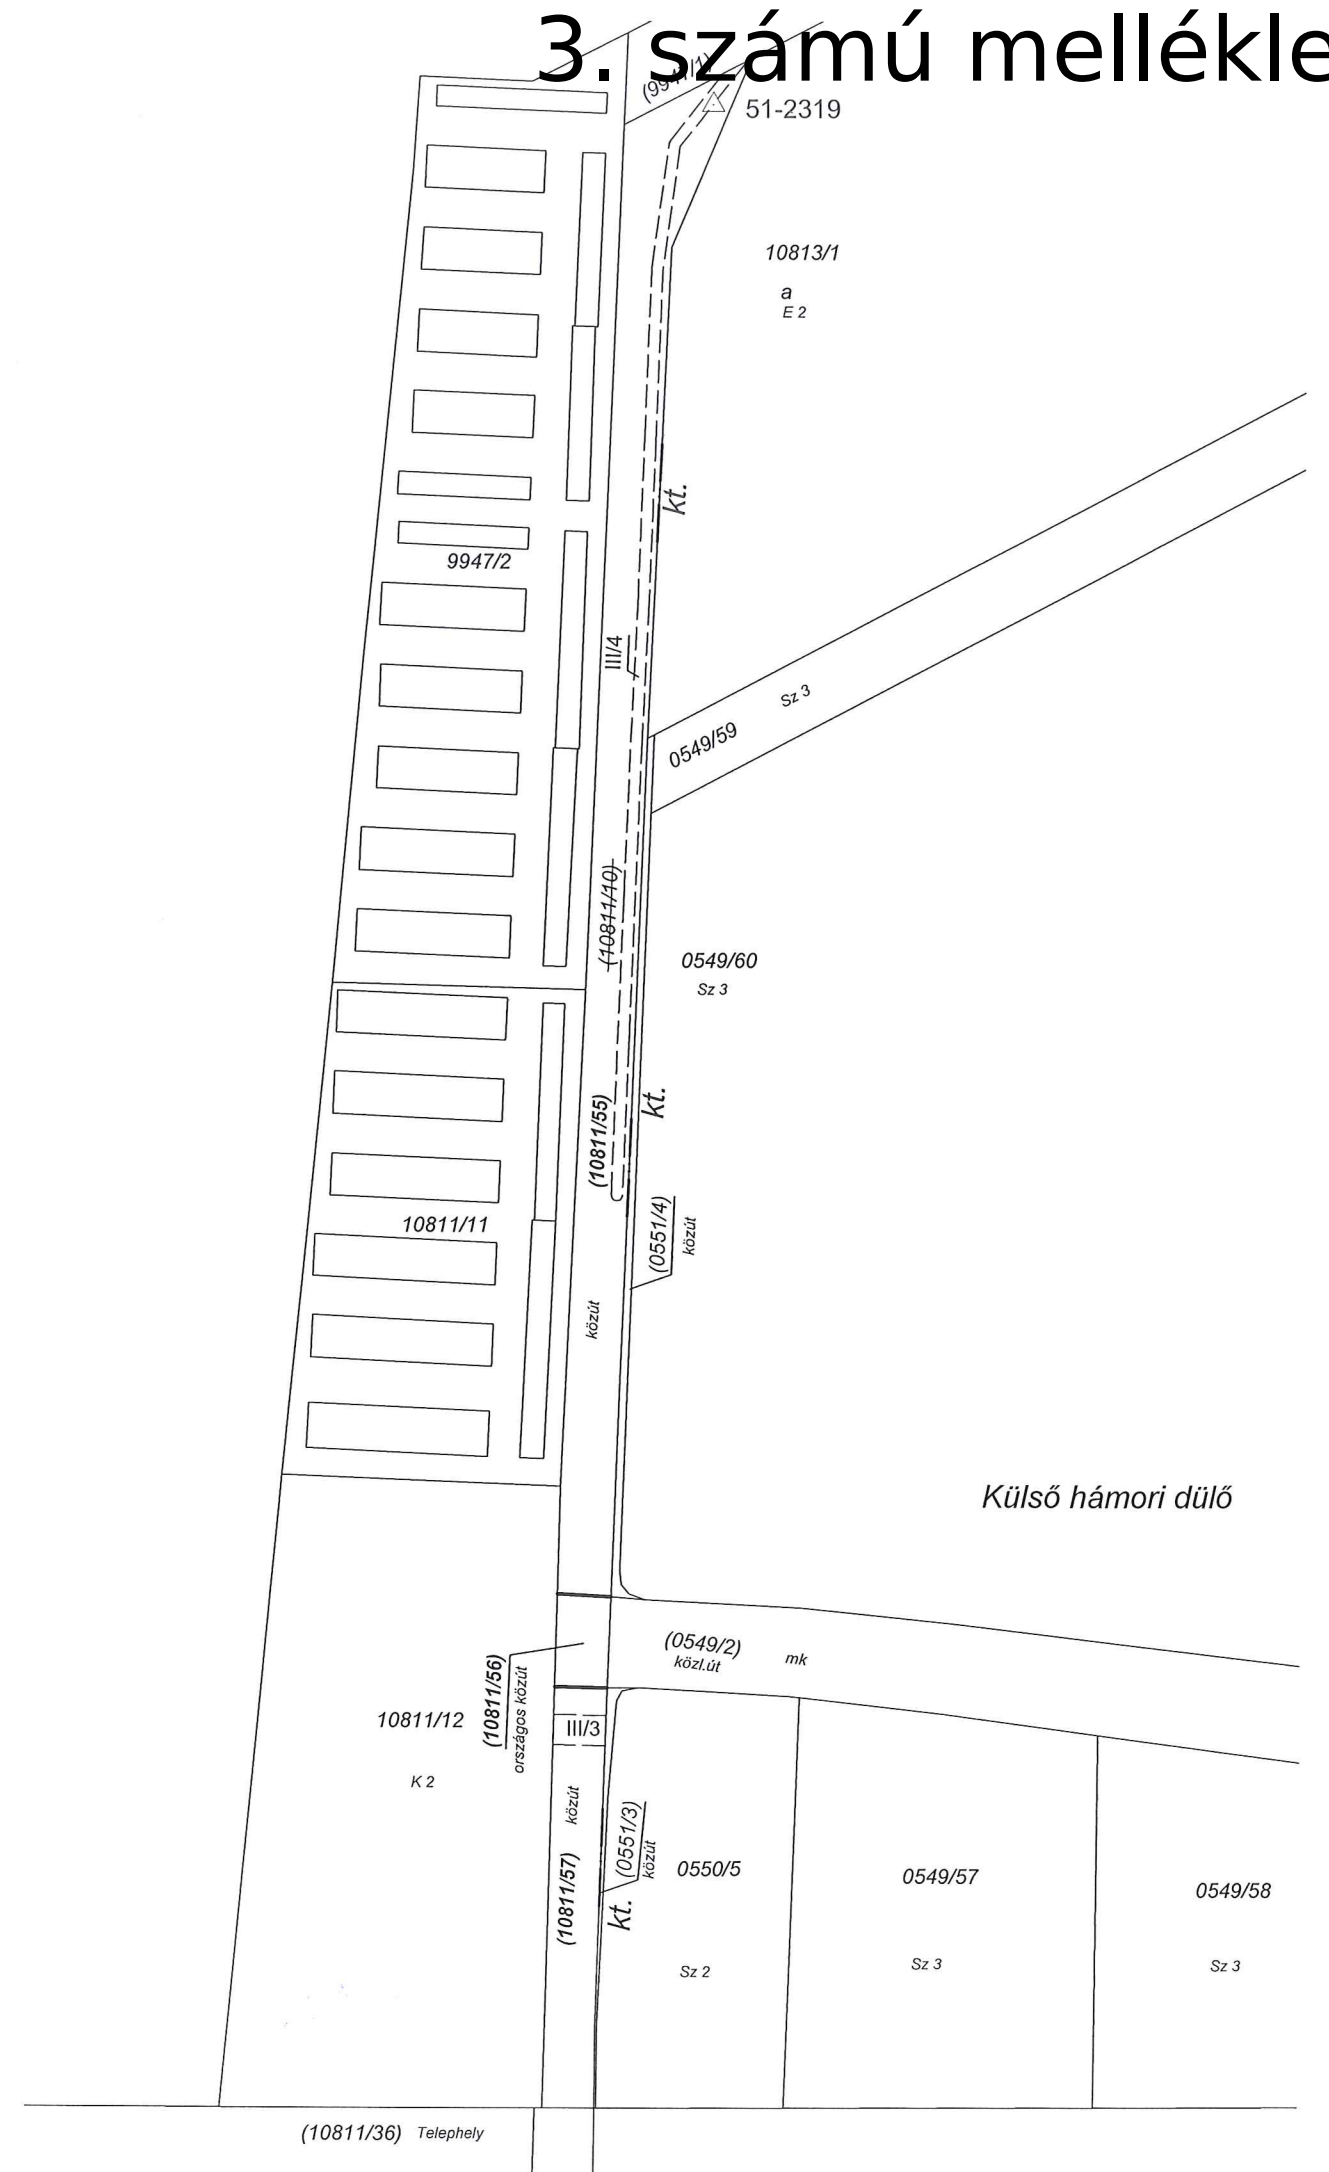 3. számú mellékle
51-2319
10813/1
a
E 2
kt.
9947/2
III/4
Sz 3
0549/59
(10811/10)
0549/60
Sz 3
kt.
(10811/55)
(0551/4)
közút
10811/11
közút
Külső hámori dülő
(0549/2)
közl.út
mk
(10811/56)
országos közút
10811/12
K 2
III/3
közút
(10811/57)
(0551/3)
közút
kt.
0550/5
Sz 2
0549/57
Sz 3
0549/58
Sz 3
(10811/36) Telephely